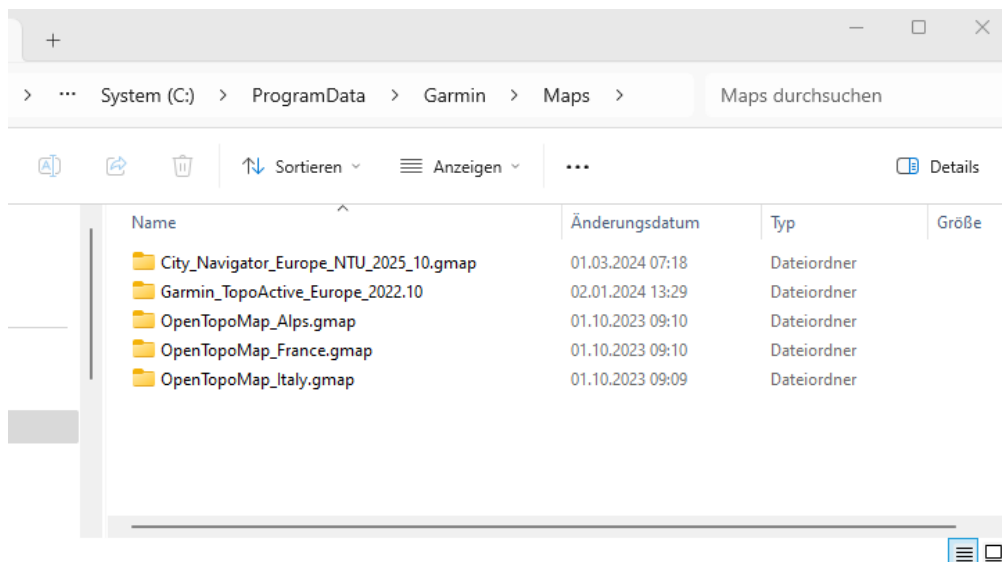 System (C:) > ProgramData > Garmin > Maps > Maps durchsuchen
Sortieren Anzeigen ... Details
Name Änderungsdatum Typ Größe
City_Navigator_Europe_NTU_2025_10.gmap 01.03.2024 07:18 Dateiordner
Garmin_TopoActive_Europe_2022.10 02.01.2024 13:29 Dateiordner
OpenTopoMap_Alps.gmap 01.10.2023 09:10 Dateiordner
OpenTopoMap_France.gmap 01.10.2023 09:10 Dateiordner
OpenTopoMap_Italy.gmap 01.10.2023 09:09 Dateiordner